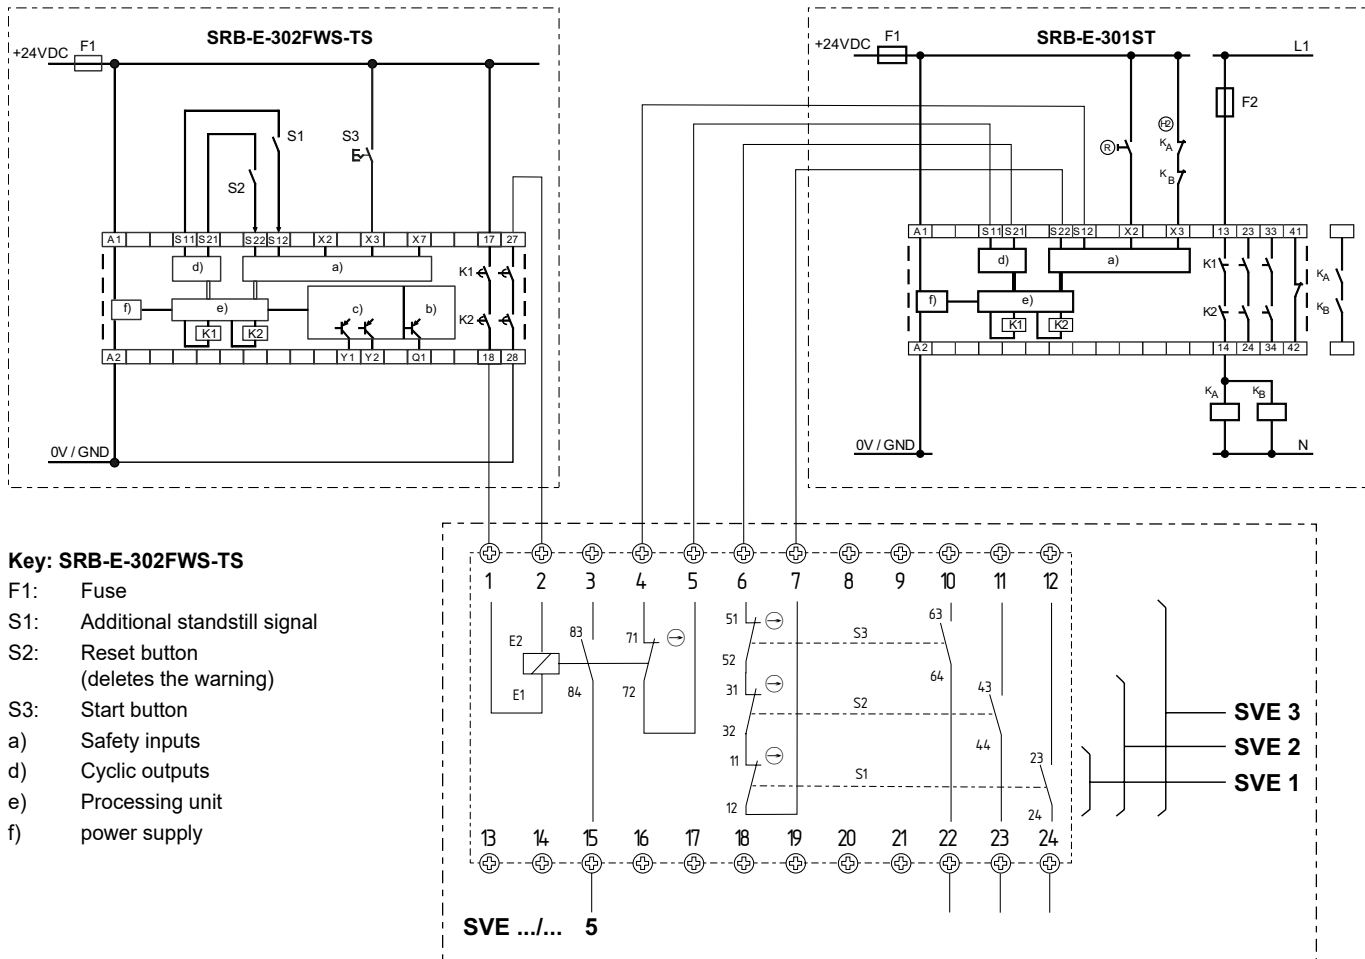 SRB-E-302FWS-TS
+24VDC F1
S1
S2
S3
A1 S11 S21 S22 S12 X2 X3 X7 17 27
d) a)
K1
f) e) c) b)
K1 K2
K2
A2 Y1 Y2 Q1 18 28
0V / GND
SRB-E-301ST
+24VDC F1
L1
F2
H2
R
KA
KB
A1 S11 S21 S22 S12 X2 X3 13 23 33 41
d) a)
K1
f) e)
K1 K2
K2
KA
KB
A2 14 24 34 42
KA KB
0V / GND
N
Key: SRB-E-302FWS-TS
F1: Fuse
S1: Additional standstill signal
S2: Reset button
(deletes the warning)
S3: Start button
a) Safety inputs
d) Cyclic outputs
e) Processing unit
f) power supply
1 2 3 4 5 6 7 8 9 10 11 12
E2
E1
83
84
71
72
51
52
S3
63
64
31
32
S2
43
44
11
12
S1
23
24
13 14 15 16 17 18 19 20 21 22 23 24
SVE 3
SVE 2
SVE 1
SVE .../... 5